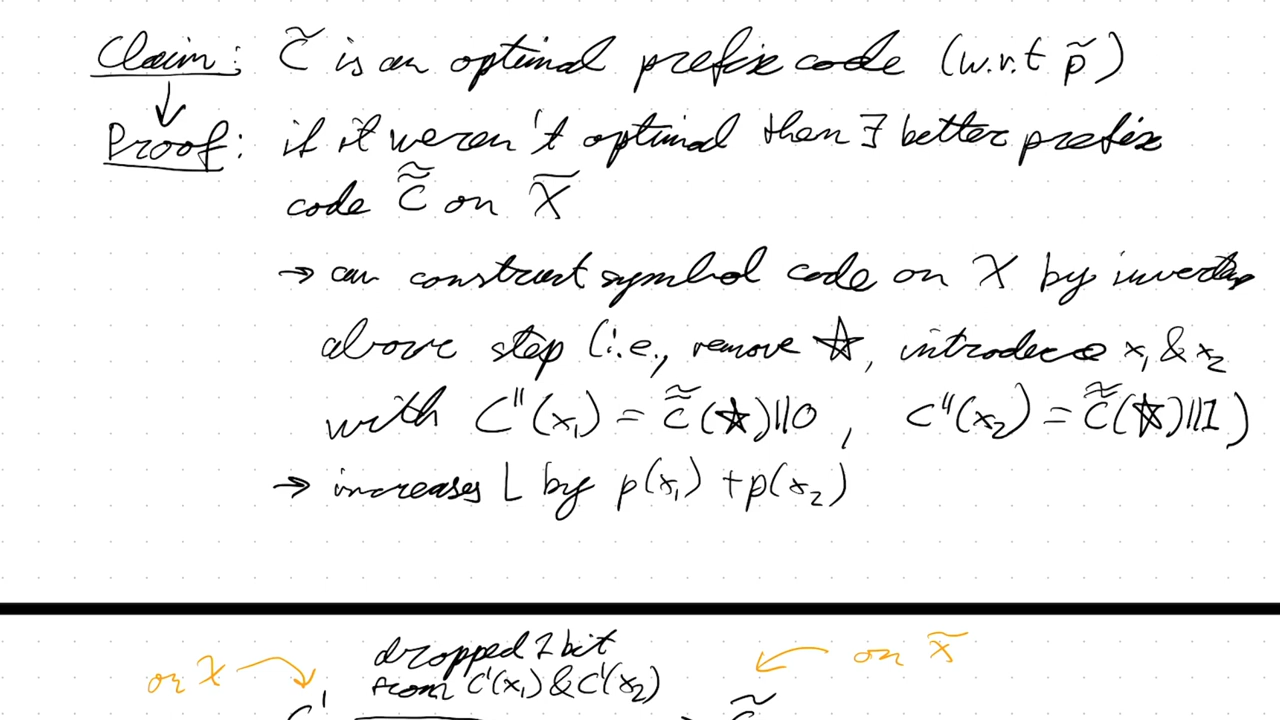 Claim: C̃ is an optimal prefix code (w.r.t p̃)
Proof: if it weren't optimal then ∃ better prefix
code C̃̃ on X̃
→ can construct symbol code on X by inverting
above step (i.e., remove ☆, introduce x₁ & x₂
with C''(x₁) = C̃̃(☆)||0, C''(x₂) = C̃̃(☆)||1)
→ increases L by p(x₁) + p(x₂)
dropped 1 bit
on X from C'(x₁) & C'(x₂) on X̃
C' → C̃